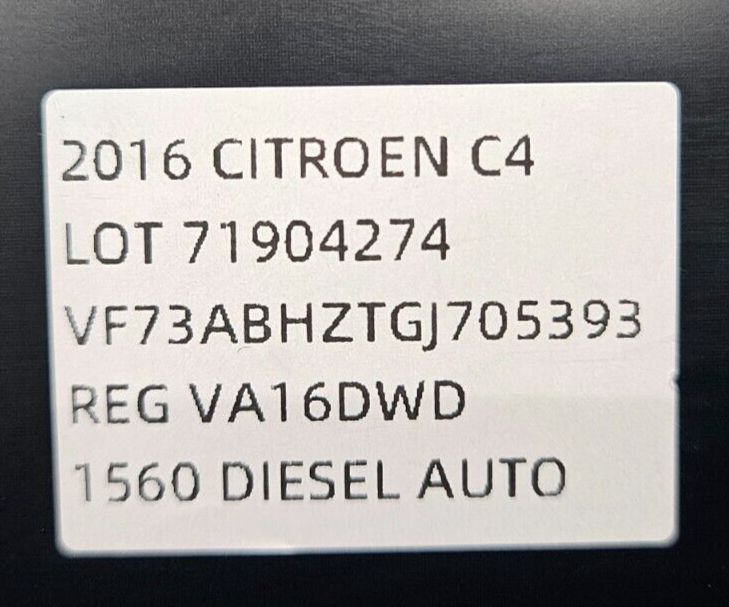 2016 CITROEN C4
LOT 71904274
VF73ABHZTGJ705393
REG VA16DWD
1560 DIESEL AUTO